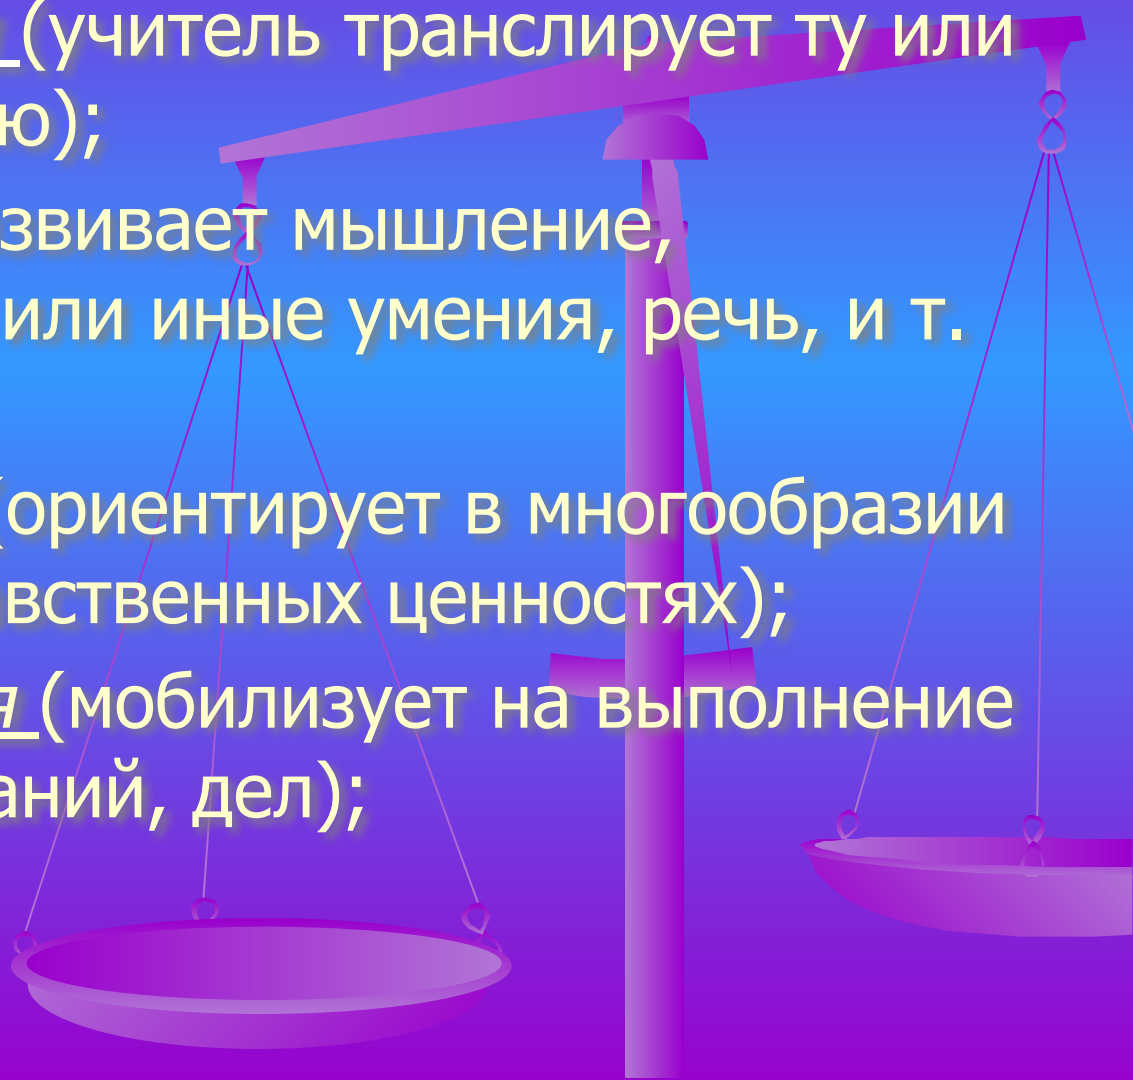 (учитель транслирует ту или
ю);
звивает мышление,
или иные умения, речь, и т.
(ориентирует в многообразии
вственных ценностях);
я (мобилизует на выполнение
аний, дел);